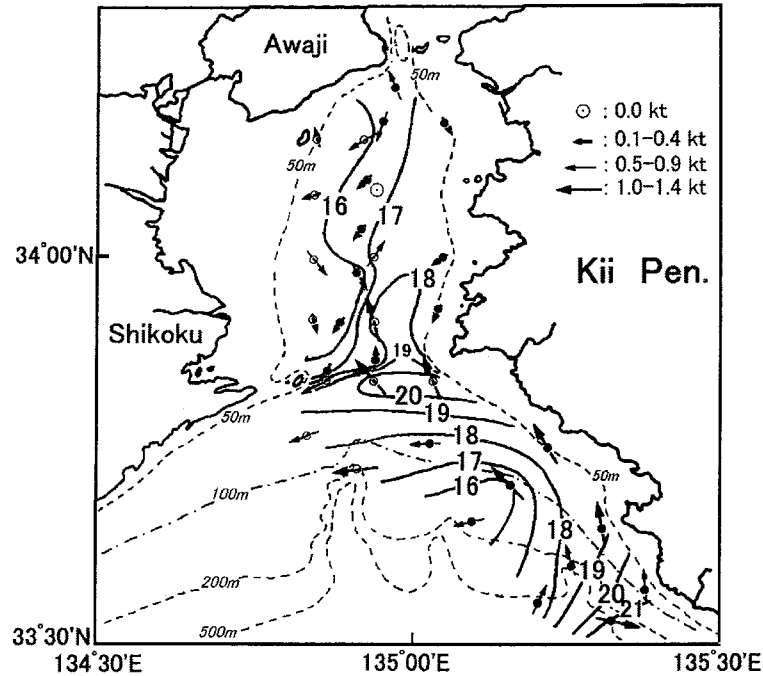 Awaji
50m
⊙ : 0.0 kt
: 0.1-0.4 kt
: 0.5-0.9 kt
: 1.0-1.4 kt
50m
16
17
34°00'N
Kii Pen.
18
Shikoku
19
20
50m
19
18
50m
17
100m
16
18
19
200m
20
21
500m
33°30'N
134°30'E
135°00'E
135°30'E